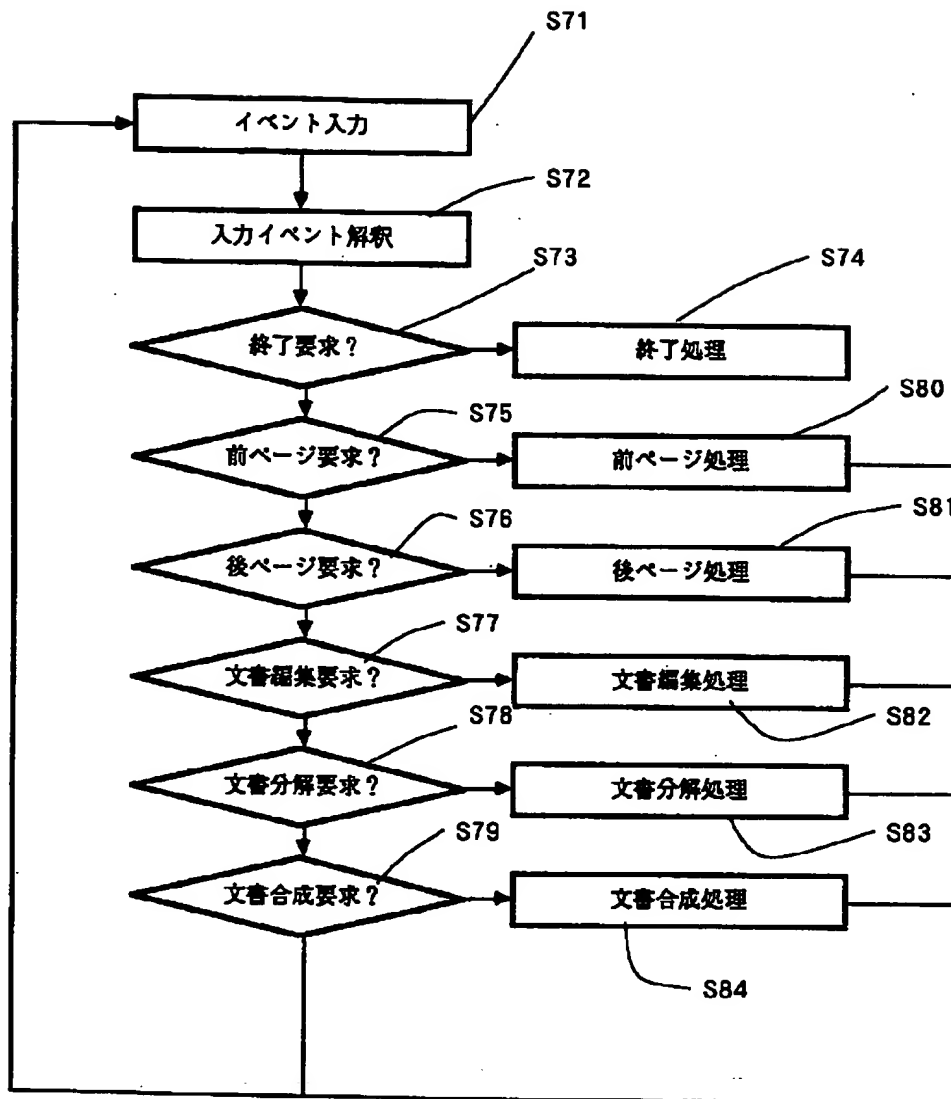 S71
イベント入力
S72
入力イベント解釈
S73
S74
終了要求？
終了処理
S75
S80
前ページ要求？
前ページ処理
S76
S81
後ページ要求？
後ページ処理
S77
文書編集要求？
文書編集処理
S82
S78
文書分解要求？
文書分解処理
S83
S79
文書合成要求？
文書合成処理
S84